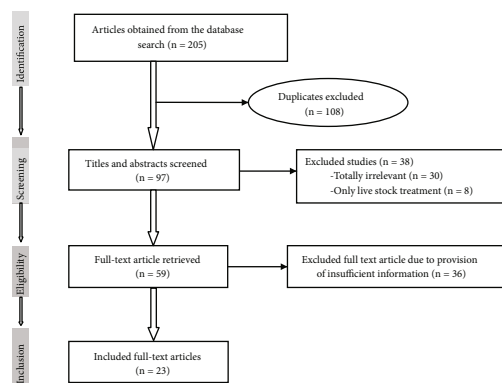 Identification
Articles obtained from the database
search (n = 205)
Duplicates excluded
(n = 108)
Screening
Titles and abstracts screened
(n = 97)
Excluded studies (n = 38)
-Totally irrelevant (n = 30)
-Only live stock treatment (n = 8)
Eligibility
Full-text article retrieved
(n = 59)
Excluded full text article due to provision
of insufficient information (n = 36)
Inclusion
Included full-text articles
(n = 23)